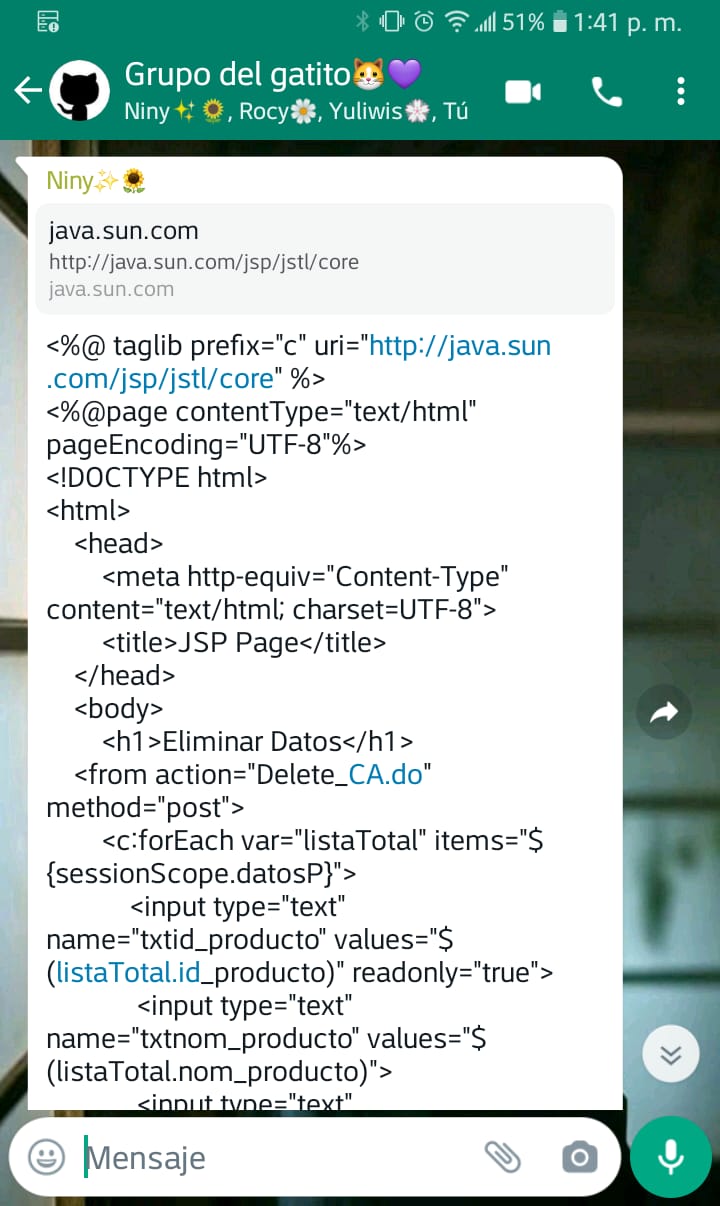 51% 1:41 p. m.
Grupo del gatito🐱💜
Niny✨🌻, Rocy🌼, Yuliwis🌸, Tú
Niny✨🌻
java.sun.com
http://java.sun.com/jsp/jstl/core
java.sun.com
<%@ taglib prefix="c" uri="http://java.sun
.com/jsp/jstl/core" %>
<%@page contentType="text/html"
pageEncoding="UTF-8"%>
<!DOCTYPE html>
<html>
<head>
<meta http-equiv="Content-Type"
content="text/html; charset=UTF-8">
<title>JSP Page</title>
</head>
<body>
<h1>Eliminar Datos</h1>
<from action="Delete_CA.do"
method="post">
<c:forEach var="listaTotal" items="$
{sessionScope.datosP}">
<input type="text"
name="txtid_producto" values="$
(listaTotal.id_producto)" readonly="true">
<input type="text"
name="txtnom_producto" values="$
(listaTotal.nom_producto)">
<input type="text"
Mensaje